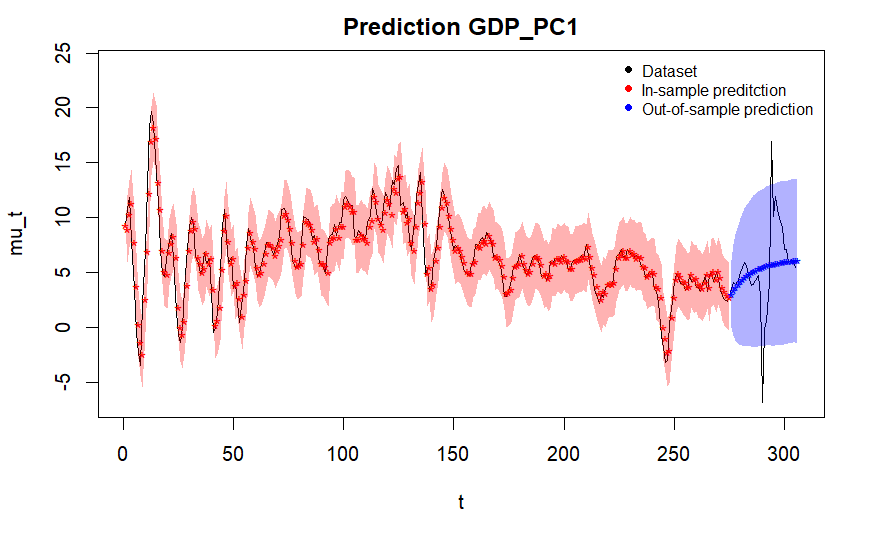 Prediction GDP_PC1
Dataset
In-sample preditction
Out-of-sample prediction
mu_t
25
20
15
10
5
0
-5
0 50 100 150 200 250 300
t